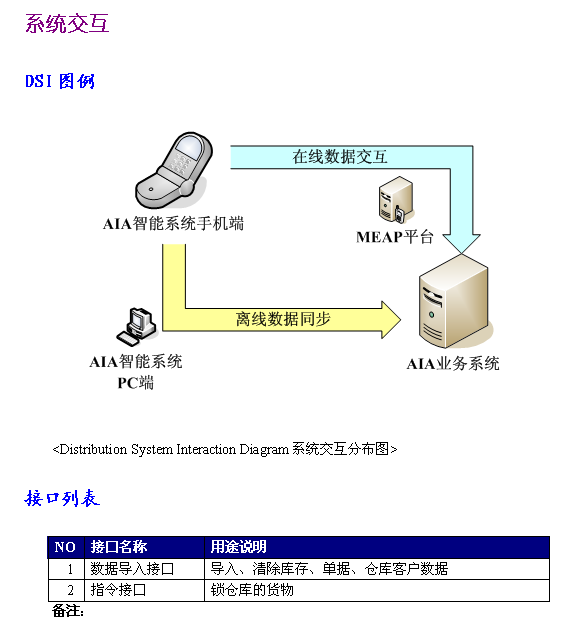 系统交互
DSI 图例
在线数据交互
AIA智能系统手机端
MEAP平台
离线数据同步
AIA智能系统
PC端
AIA业务系统
<Distribution System Interaction Diagram 系统交互分布图>
接口列表
NO 接口名称 用途说明
1 数据导入接口 导入、清除库存、单据、仓库客户数据
2 指令接口 锁仓库的货物
备注：